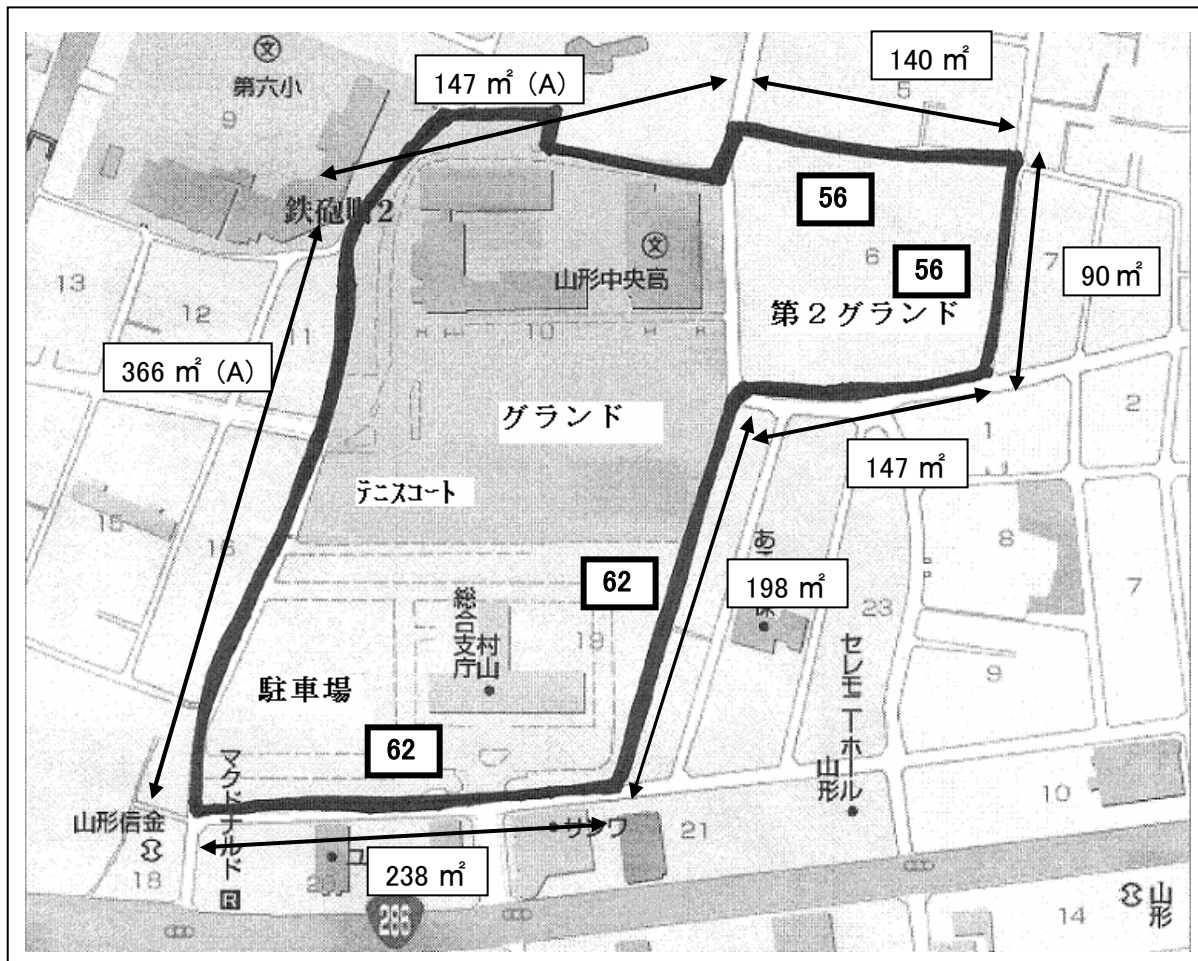 140 ㎡
第六小
147 ㎡ (A)
5
9
鉄砲町2
56
56
6
7
90 ㎡
第２グランド
山形中央高
13
12
11
10
366 ㎡ (A)
グランド
2
1
147 ㎡
テニスコート
15
16
8
7
62
198 ㎡
23
19
村山
総合支庁
セレモニーホール
山形
9
駐車場
62
マクドナルド
山形信金
サンワ
21
10
18
20
238 ㎡
286
14
山形